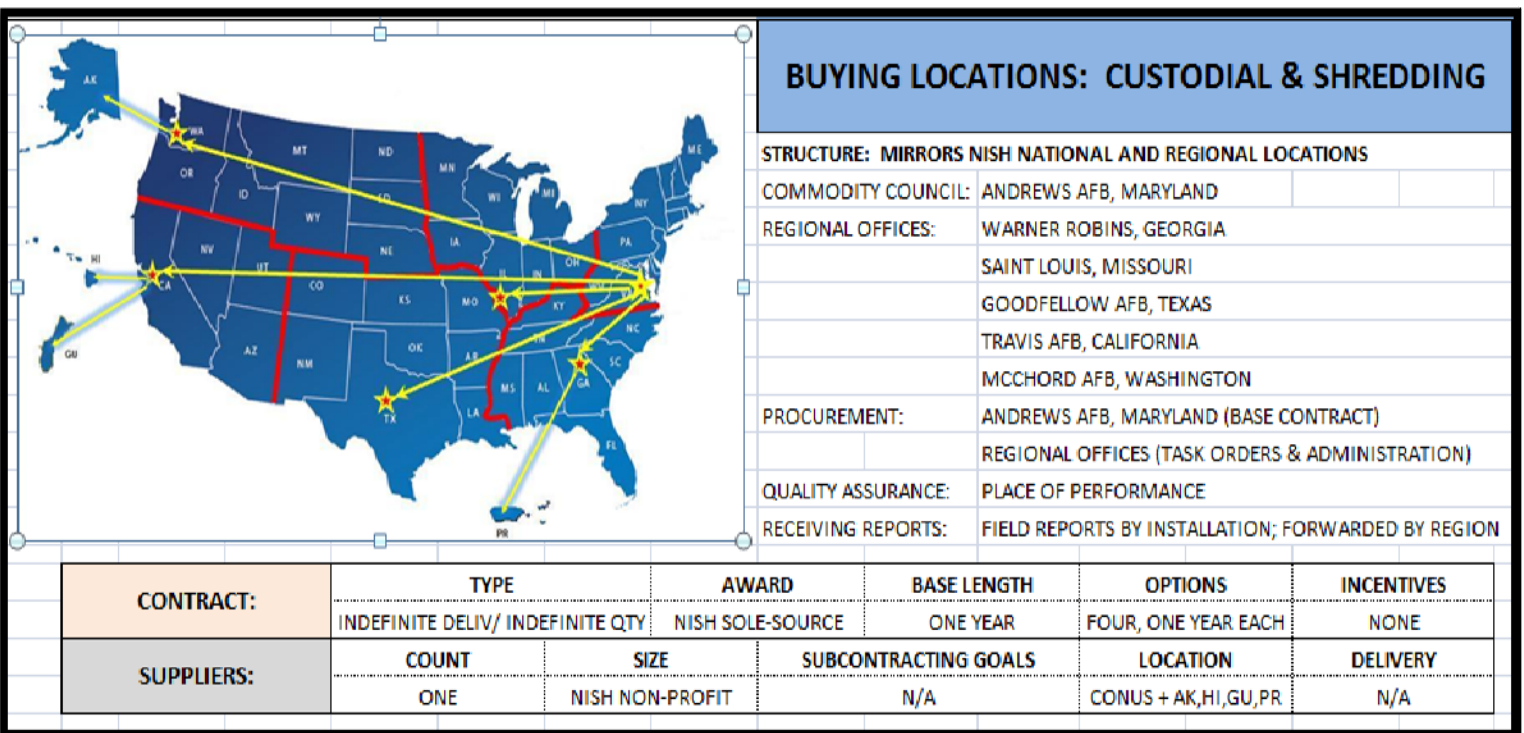 BUYING LOCATIONS: CUSTODIAL & SHREDDING
STRUCTURE: MIRRORS NISH NATIONAL AND REGIONAL LOCATIONS
COMMODITY COUNCIL: ANDREWS AFB, MARYLAND
REGIONAL OFFICES: WARNER ROBINS, GEORGIA
SAINT LOUIS, MISSOURI
GOODFELLOW AFB, TEXAS
TRAVIS AFB, CALIFORNIA
MCCHORD AFB, WASHINGTON
PROCUREMENT: ANDREWS AFB, MARYLAND (BASE CONTRACT)
REGIONAL OFFICES (TASK ORDERS & ADMINISTRATION)
QUALITY ASSURANCE: PLACE OF PERFORMANCE
RECEIVING REPORTS: FIELD REPORTS BY INSTALLATION; FORWARDED BY REGION
AK
WA
MT
ND
MN
ME
OR
ID
SD
WI
MI
NY
WY
IA
PA
NV
NE
IL
IN
OH
HI
CA
UT
CO
KS
MO
KY
GU
NC
AZ
NM
OK
AR
TN
SC
MS
AL
GA
TX
LA
FL
PR
CONTRACT:
TYPE AWARD BASE LENGTH OPTIONS INCENTIVES
INDEFINITE DELIV/ INDEFINITE QTY NISH SOLE-SOURCE ONE YEAR FOUR, ONE YEAR EACH NONE
SUPPLIERS:
COUNT SIZE SUBCONTRACTING GOALS LOCATION DELIVERY
ONE NISH NON-PROFIT N/A CONUS + AK,HI,GU,PR N/A